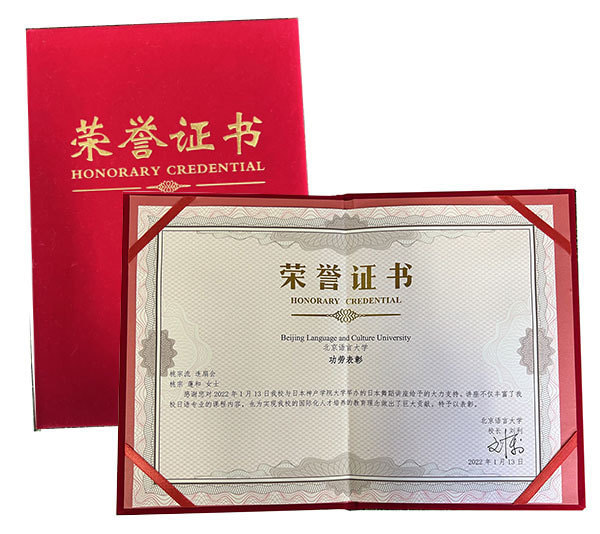 荣誉证书
HONORARY CREDENTIAL
荣誉证书
HONORARY CREDENTIAL
Beijing Language and Culture University
北京语言大学
功劳表彰
桃宗流 连扇会
桃宗 蓬和 女士
感谢您对2022年1月13日我校与日本神户学院大学举办的日本舞蹈讲座给予的大力支持。讲座不仅丰富了我
校日语专业的课程内容，也为实现我校的国际化人才培养的教育理念做出了巨大贡献，特予以表彰。
北京语言大学
校长：刘利
2022年1月13日